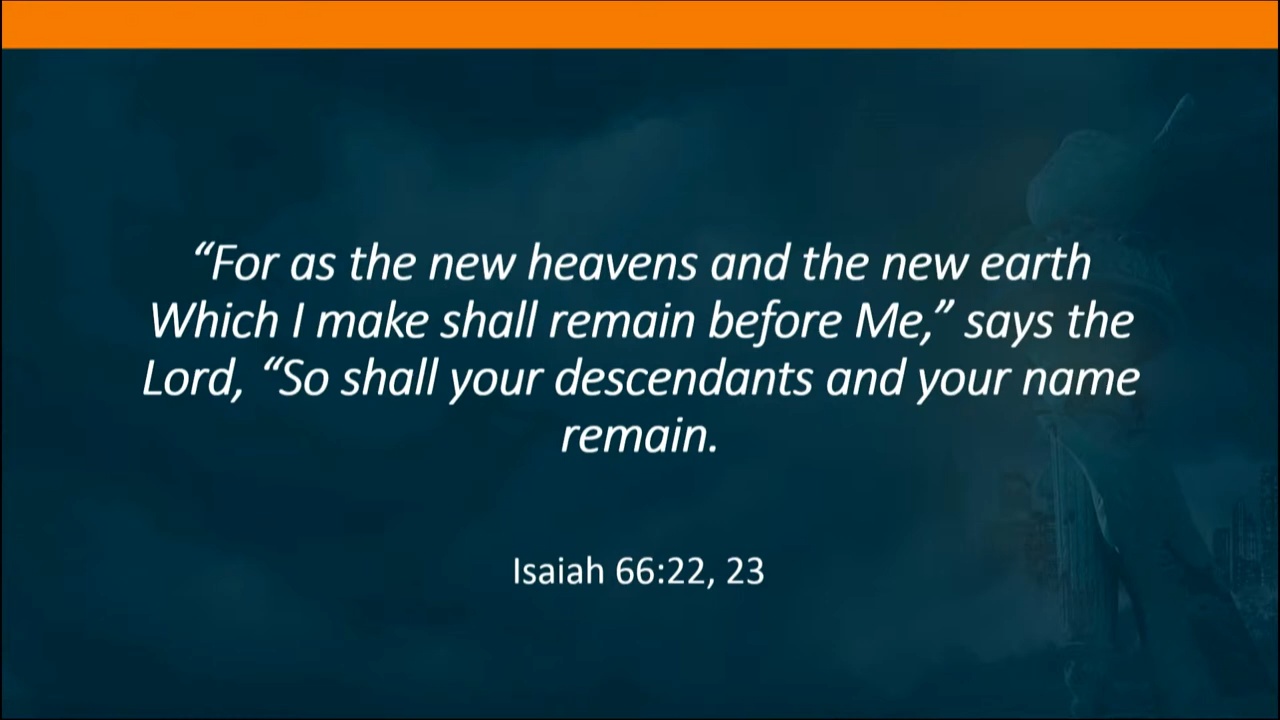 “For as the new heavens and the new earth
Which I make shall remain before Me,” says the
Lord, “So shall your descendants and your name
remain.
Isaiah 66:22, 23